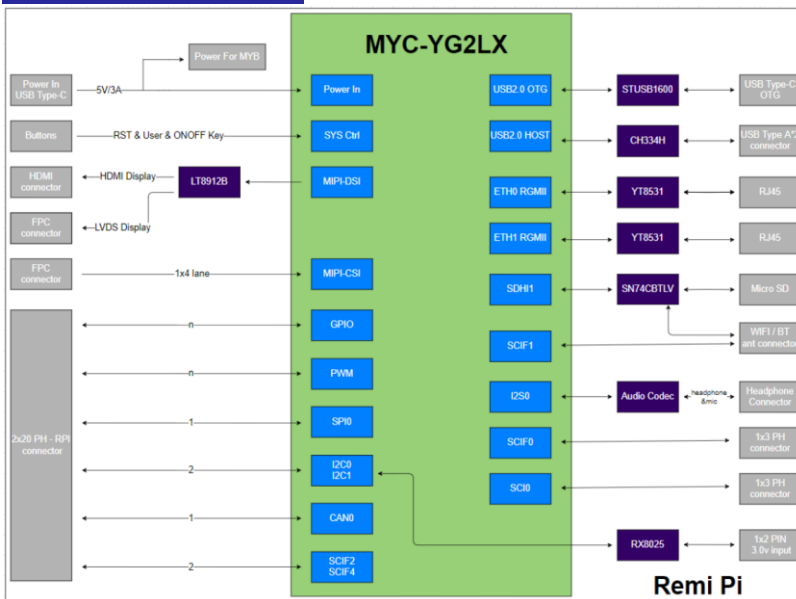 MYC-YG2LX
Power For MYB
Power In
USB Type-C
5V/3A
Power In
USB2.0 OTG
STUSB1600
USB Type-C
OTG
Buttons
RST & User & ONOFF Key
SYS Ctrl
USB2.0 HOST
CH334H
USB Type A*2
connector
HDMI
connector
HDMI Display
LT8912B
MIPI-DSI
ETH0 RGMII
YT8531
RJ45
FPC
connector
LVDS Display
ETH1 RGMII
YT8531
RJ45
FPC
connector
1x4 lane
MIPI-CSI
SDHI1
SN74CBTLV
Micro SD
2x20 PH - RPI
connector
n
GPIO
SCIF1
WIFI / BT
ant connector
n
PWM
I2S0
Audio Codec
headphone
&mic
Headphone
Connector
1
SPI0
SCIF0
1x3 PH
connector
2
I2C0
I2C1
SCI0
1x3 PH
connector
1
CAN0
RX8025
1x2 PIN
3.0v input
2
SCIF2
SCIF4
Remi Pi